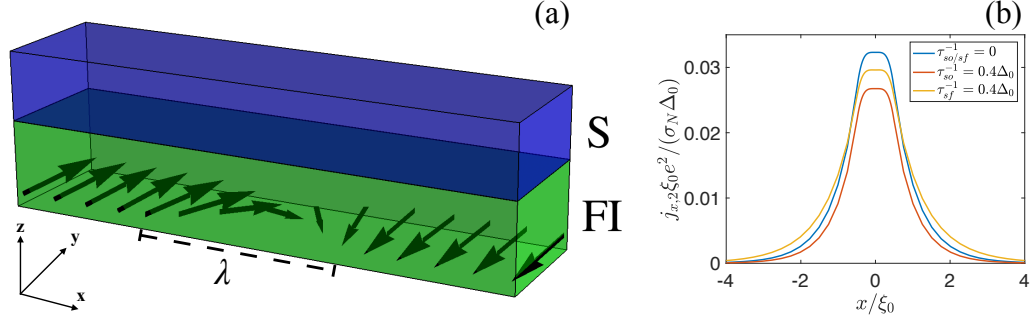 (a)
S
FI
λ
z
y
x
(b)
τ_{so/sf}^{-1} = 0
τ_{so}^{-1} = 0.4Δ_0
τ_{sf}^{-1} = 0.4Δ_0
j_{x,2}ξ_0e^2/(σ_NΔ_0)
0.03
0.02
0.01
0
-4
-2
0
2
4
x/ξ_0